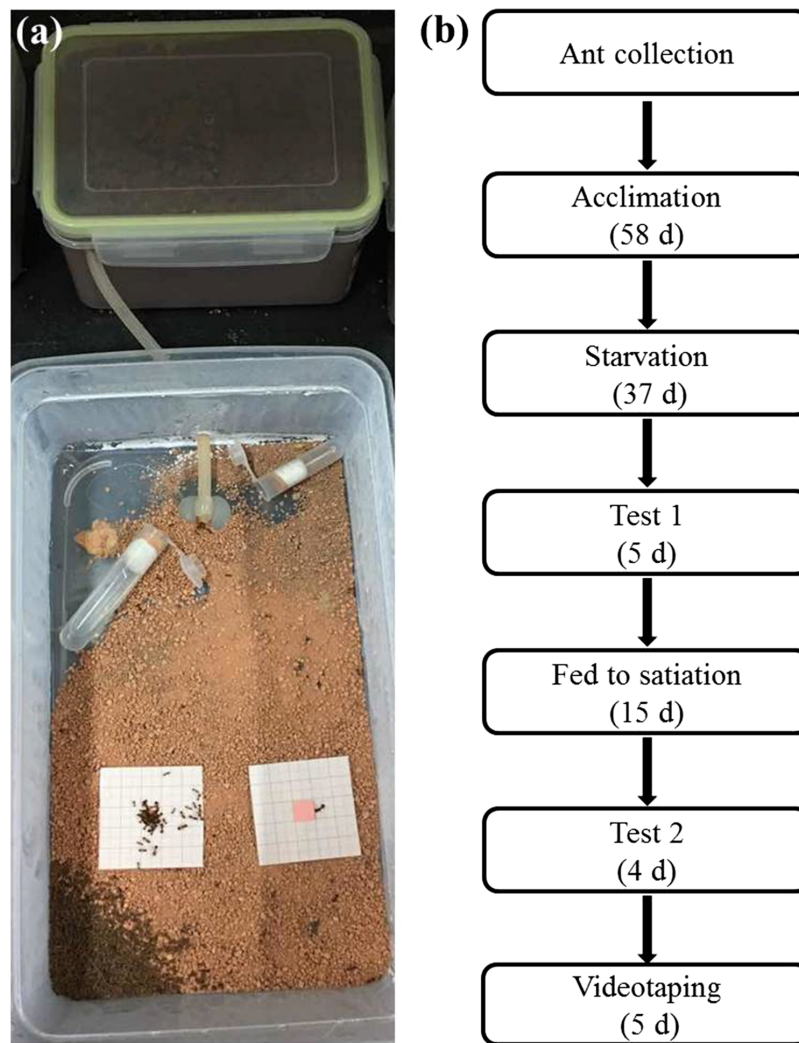 (a)
(b)
Ant collection
Acclimation
(58 d)
Starvation
(37 d)
Test 1
(5 d)
Fed to satiation
(15 d)
Test 2
(4 d)
Videotaping
(5 d)